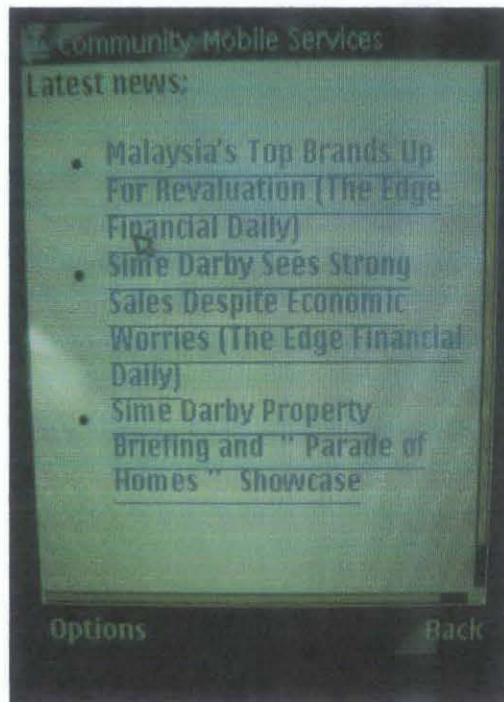 Community Mobile Services
Latest news:
• Malaysia's Top Brands Up
For Revaluation (The Edge
Financial Daily)
• Sime Darby Sees Strong
Sales Despite Economic
Worries (The Edge Financial
Daily)
• Sime Darby Property
Briefing and " Parade of
Homes " Showcase
Options Back